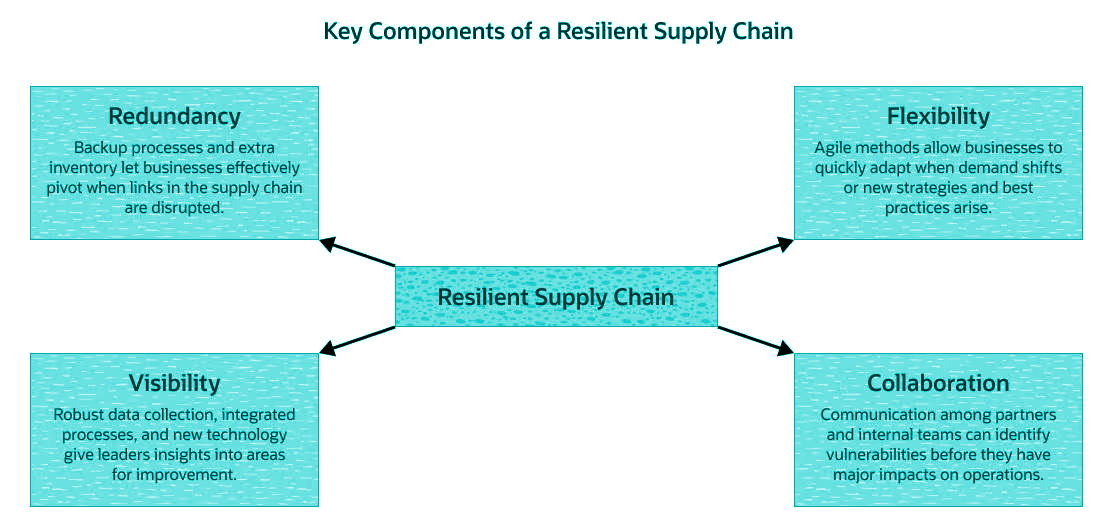 Key Components of a Resilient Supply Chain
Redundancy
Backup processes and extra
inventory let businesses effectively
pivot when links in the supply chain
are disrupted.
Flexibility
Agile methods allow businesses to
quickly adapt when demand shifts
or new strategies and best
practices arise.
Resilient Supply Chain
Visibility
Robust data collection, integrated
processes, and new technology
give leaders insights into areas
for improvement.
Collaboration
Communication among partners
and internal teams can identify
vulnerabilities before they have
major impacts on operations.